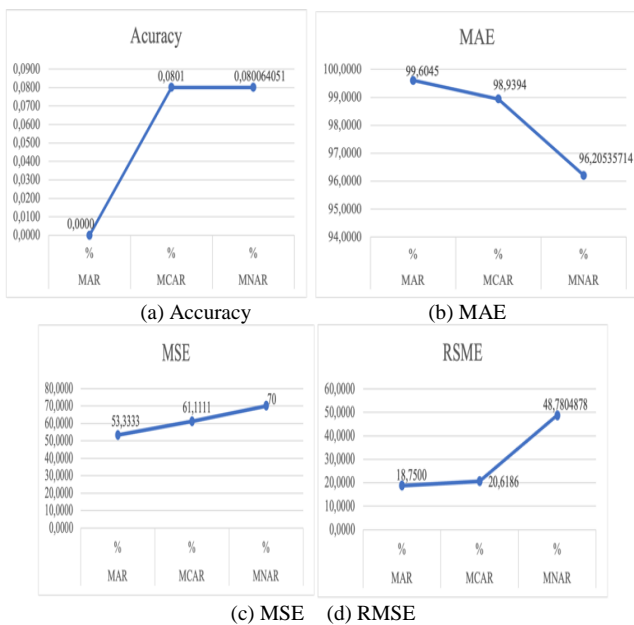 Acuracy
0,0900
0,0800
0,0700
0,0600
0,0500
0,0400
0,0300
0,0200
0,0100
0,0000
0,0000
0,0801
0,080064051
% % %
MAR MCAR MNAR
(a) Accuracy
MAE
100,0000
99,0000
98,0000
97,0000
96,0000
95,0000
94,0000
99,6045
98,9394
96,20535714
% % %
MAR MCAR MNAR
(b) MAE
MSE
80,0000
70,0000
60,0000
50,0000
40,0000
30,0000
20,0000
10,0000
0,0000
53,3333
61,1111
70
% % %
MAR MCAR MNAR
(c) MSE
RSME
60,0000
50,0000
40,0000
30,0000
20,0000
10,0000
0,0000
18,7500
20,6186
48,7804878
% % %
MAR MCAR MNAR
(d) RMSE